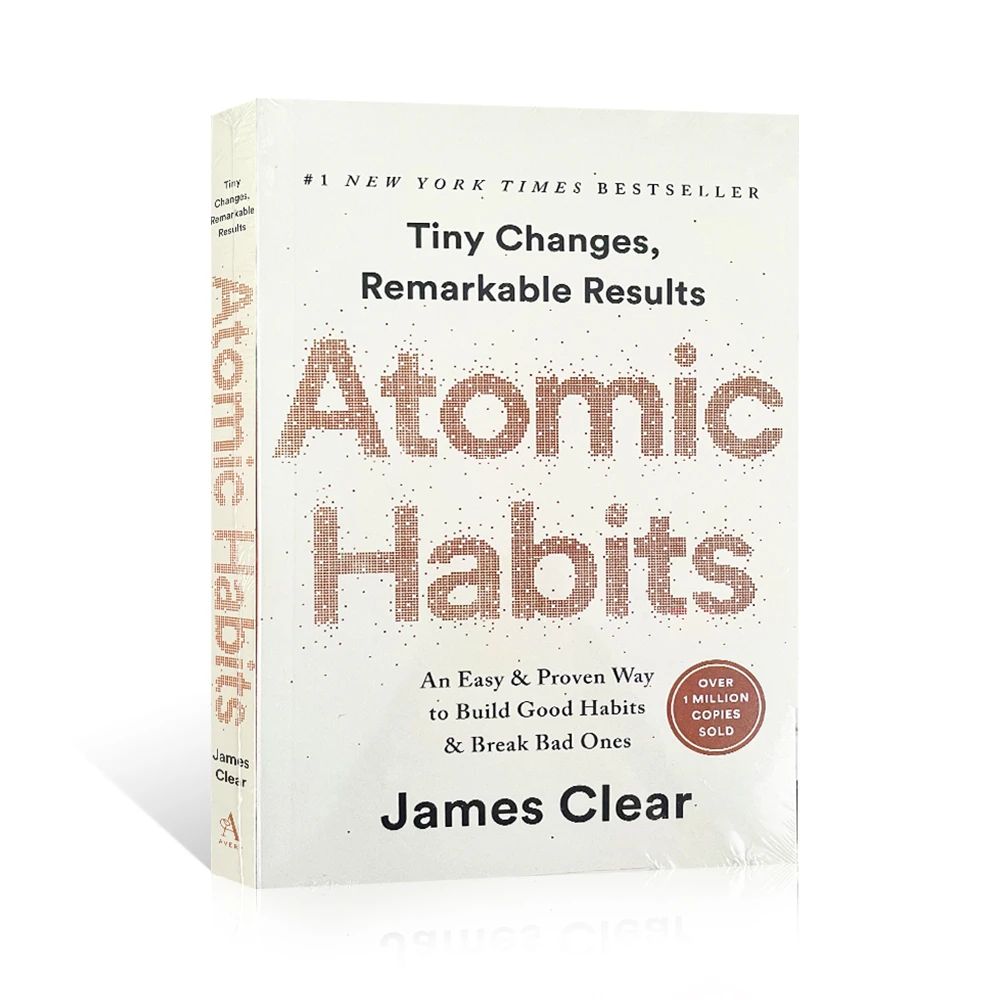 #1 NEW YORK TIMES BESTSELLER
Tiny Changes,
Remarkable Results
Atomic
Habits
An Easy & Proven Way
to Build Good Habits
& Break Bad Ones
OVER
1 MILLION
COPIES
SOLD
James Clear
Tiny
Changes,
Remarkable
Results
Atomic Habits
James
Clear
A
AVERY